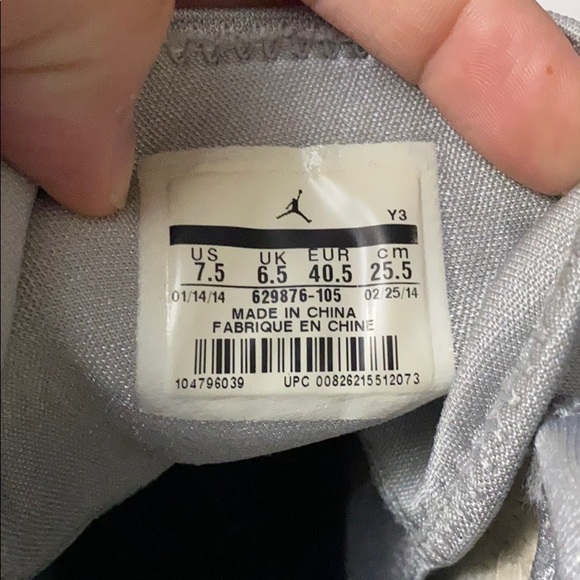 Y3
US UK EUR cm
7.5 6.5 40.5 25.5
01/14/14 629876-105 02/25/14
MADE IN CHINA
FABRIQUE EN CHINE
104796039 UPC 00826215512073